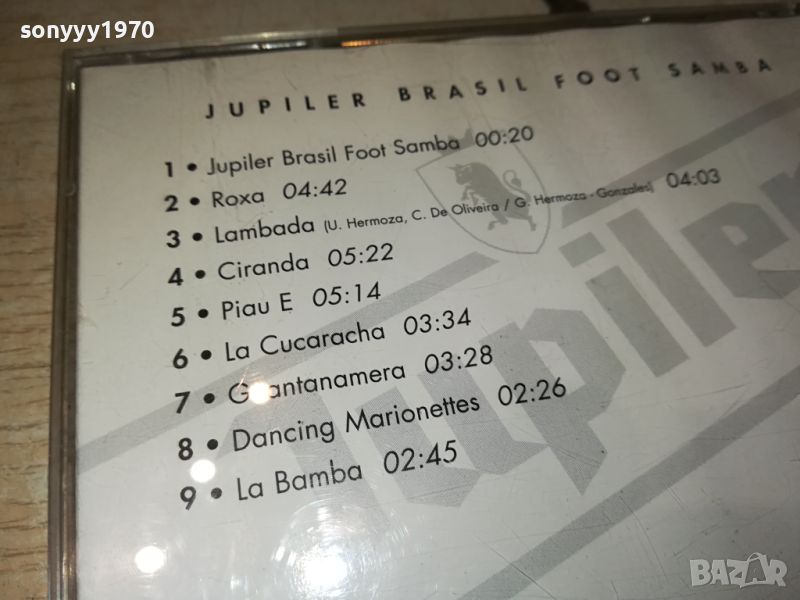 sonyyy1970
JUPILER BRASIL FOOT SAMBA
1 • Jupiler Brasil Foot Samba 00:20
2 • Roxa 04:42
3 • Lambada (U. Hermoza, C. De Oliveira / G. Hermoza - Gonzales) 04:03
4 • Ciranda 05:22
5 • Piau E 05:14
6 • La Cucaracha 03:34
7 • Guantanamera 03:28
8 • Dancing Marionettes 02:26
9 • La Bamba 02:45
Jupiler
BAZAR